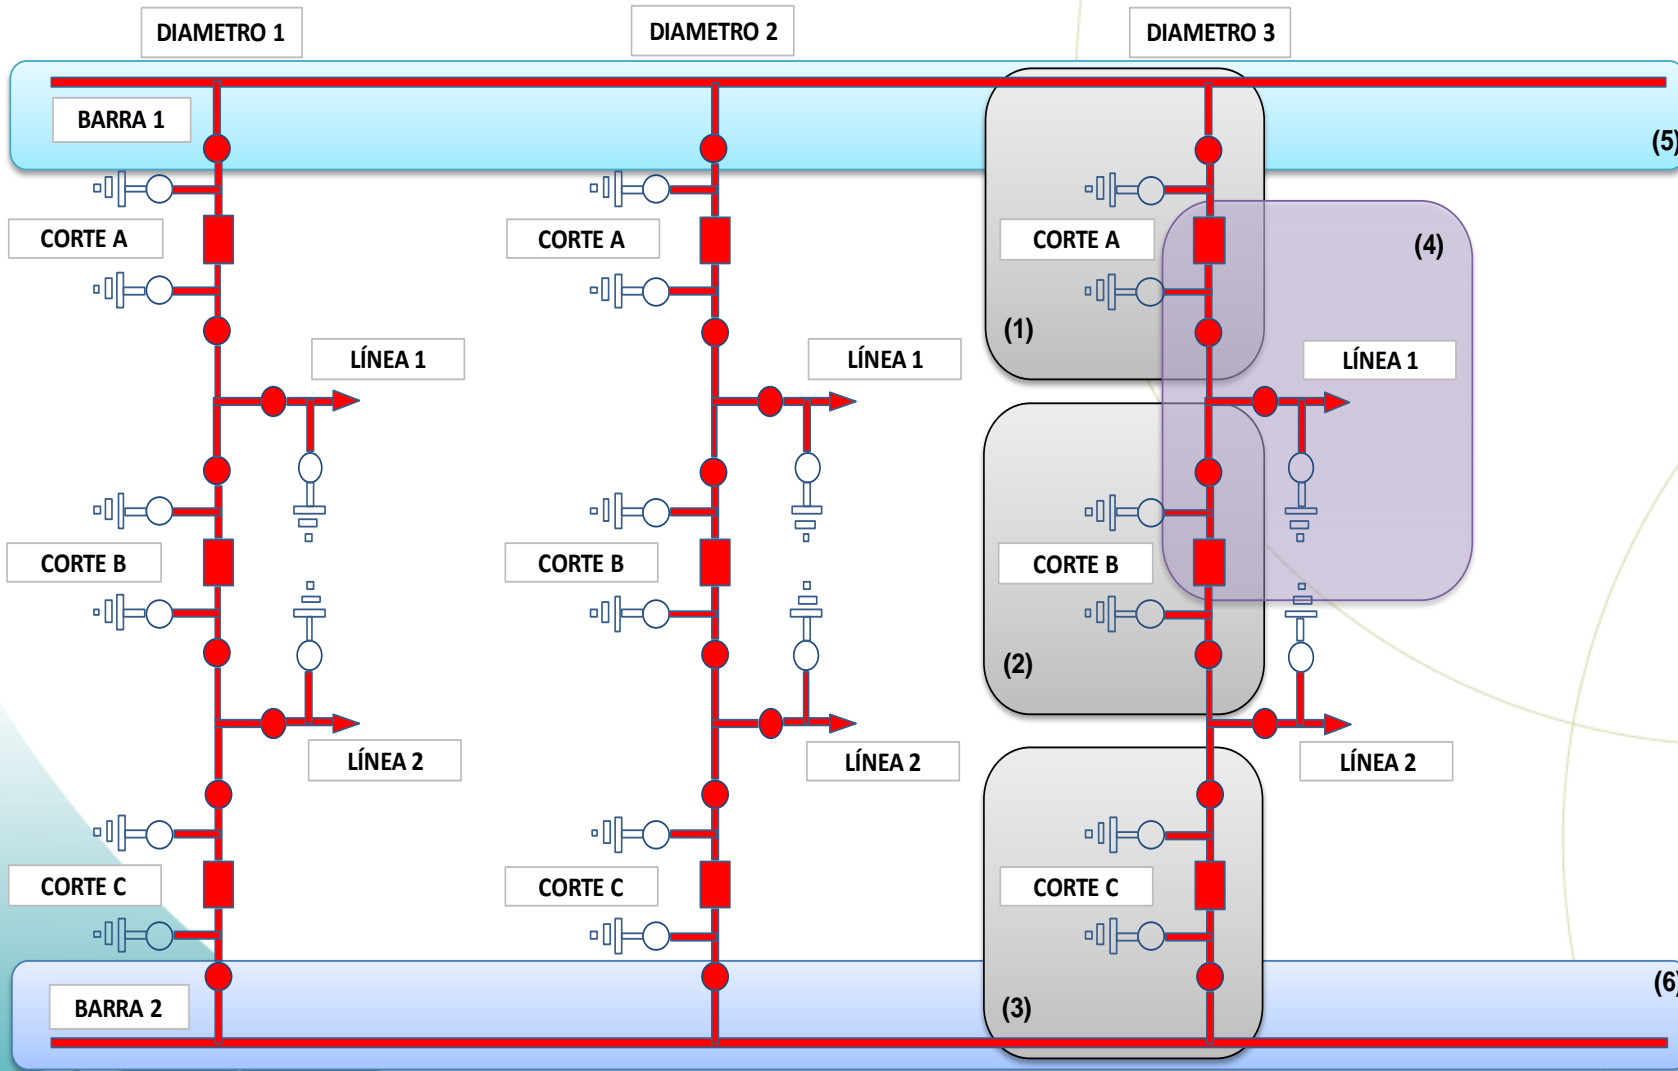 DIAMETRO 1
DIAMETRO 2
DIAMETRO 3
BARRA 1
(5)
CORTE A
CORTE A
CORTE A
(4)
(1)
LÍNEA 1
LÍNEA 1
LÍNEA 1
CORTE B
CORTE B
CORTE B
(2)
LÍNEA 2
LÍNEA 2
LÍNEA 2
CORTE C
CORTE C
CORTE C
(6)
BARRA 2
(3)